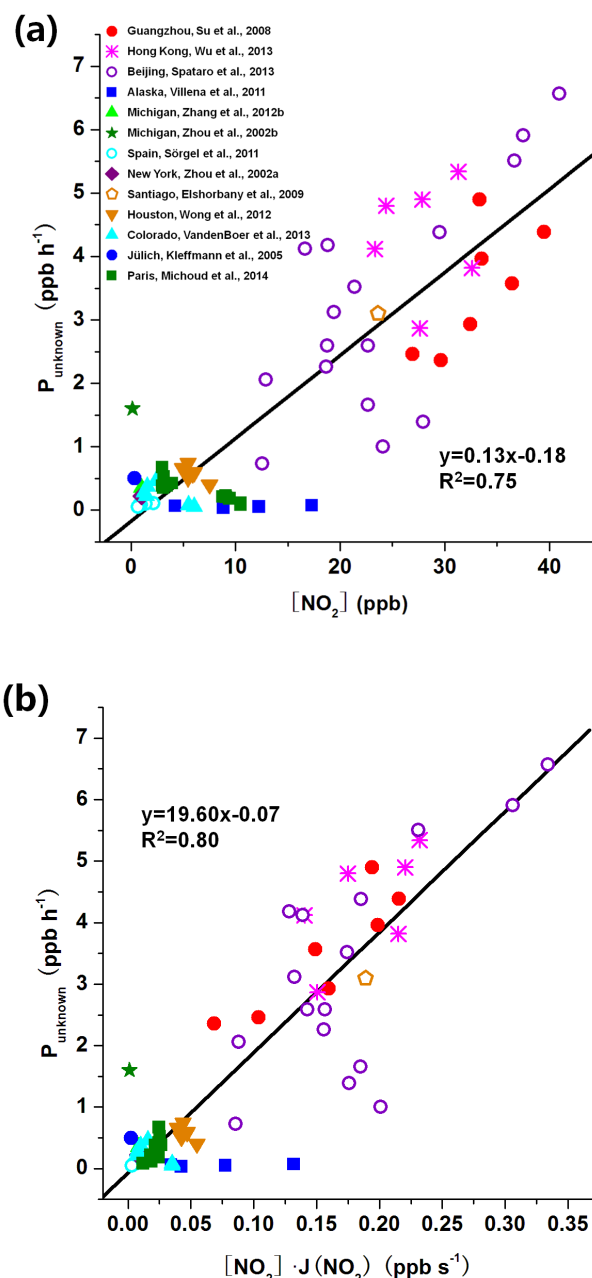 (a)
Guangzhou, Su et al., 2008
Hong Kong, Wu et al., 2013
Beijing, Spataro et al., 2013
Alaska, Villena et al., 2011
Michigan, Zhang et al., 2012b
Michigan, Zhou et al., 2002b
Spain, Sörgel et al., 2011
New York, Zhou et al., 2002a
Santiago, Elshorbany et al., 2009
Houston, Wong et al., 2012
Colorado, VandenBoer et al., 2013
Jülich, Kleffmann et al., 2005
Paris, Michoud et al., 2014
7
6
5
4
3
2
1
0
P unknown (ppb h⁻¹)
y=0.13x-0.18
R²=0.75
0 10 20 30 40
[NO₂] (ppb)
(b)
7
6
5
4
3
2
1
0
P unknown (ppb h⁻¹)
y=19.60x-0.07
R²=0.80
0.00 0.05 0.10 0.15 0.20 0.25 0.30 0.35
[NO₂] ·J(NO₂) (ppb s⁻¹)